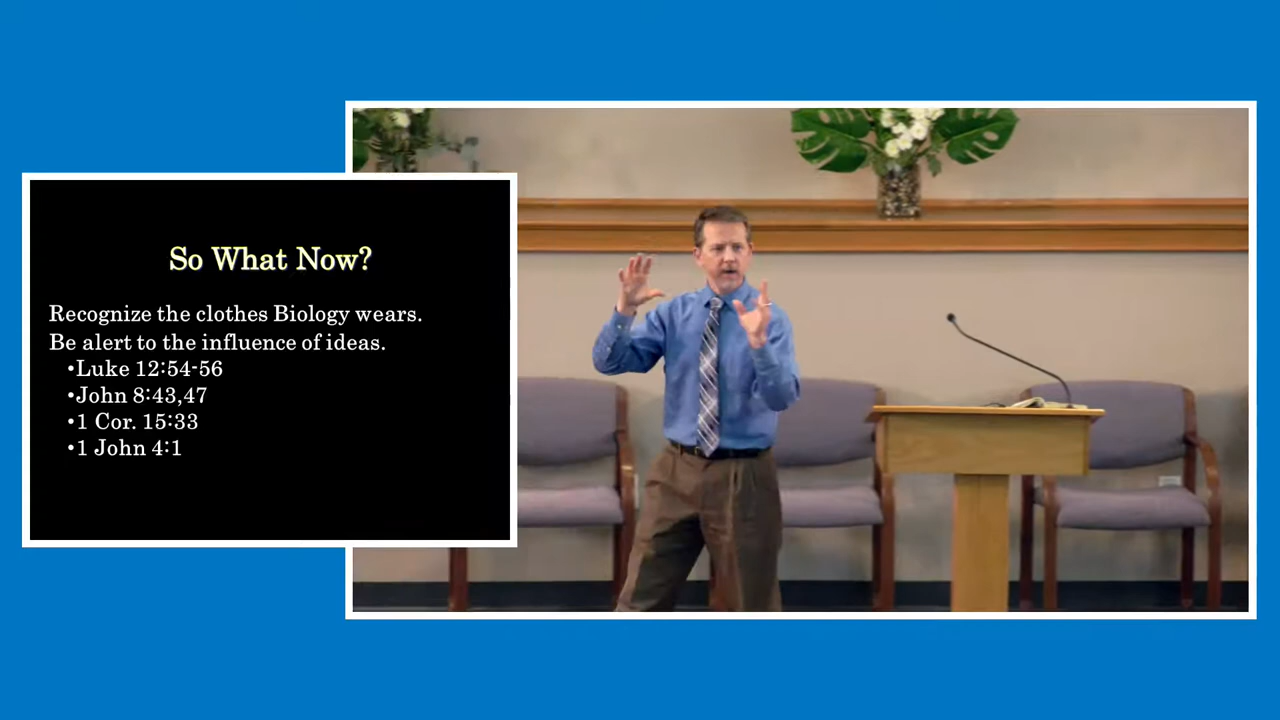 So What Now?
Recognize the clothes Biology wears.
Be alert to the influence of ideas.
•Luke 12:54-56
•John 8:43,47
•1 Cor. 15:33
•1 John 4:1